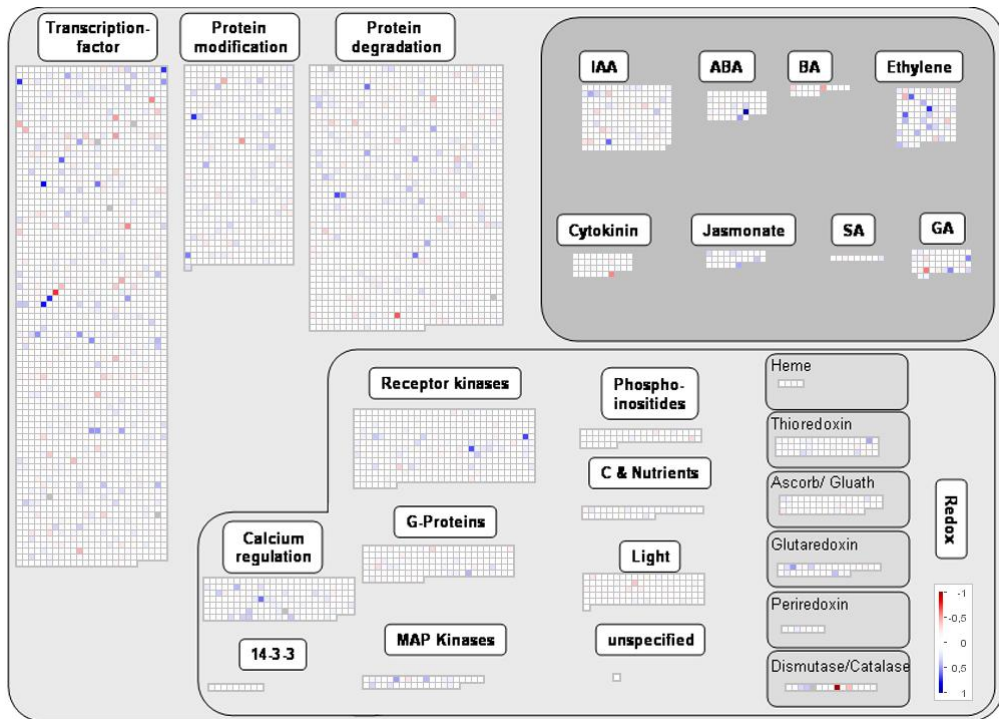 Transcription-
factor
Protein
modification
Protein
degradation
IAA
ABA
BA
Ethylene
Cytokinin
Jasmonate
SA
GA
Receptor kinases
Phospho-
inositides
C & Nutrients
G-Proteins
Calcium
regulation
Light
14-3-3
MAP Kinases
unspecified
Heme
Thioredoxin
Ascorb/ Gluath
Glutaredoxin
Periredoxin
Dismutase/Catalase
Redox
-1
-0,5
0
0,5
1